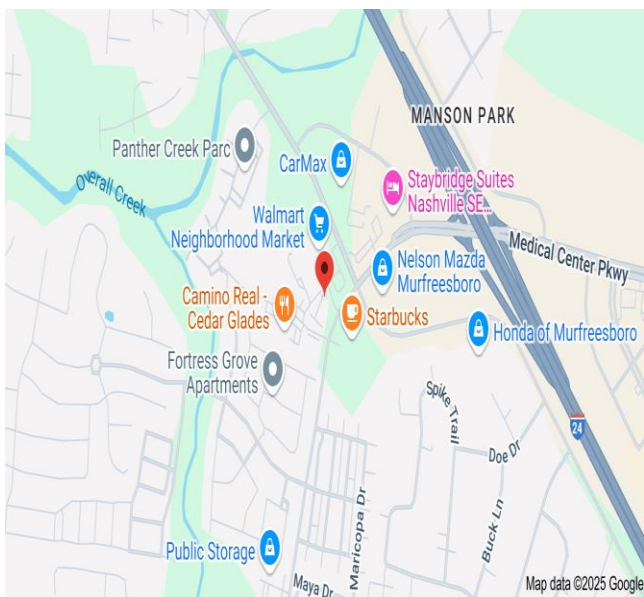 MANSON PARK
Panther Creek Parc
CarMax
Overall Creek
Staybridge Suites
Nashville SE...
Walmart
Neighborhood Market
Medical Center Pkwy
Nelson Mazda
Murfreesboro
Camino Real -
Cedar Glades
Starbucks
Honda of Murfreesboro
Fortress Grove
Apartments
Spike Trail
24
Doe Dr
Buck Ln
Maricopa Dr
Public Storage
Maya Dr
Map data ©2025 Google